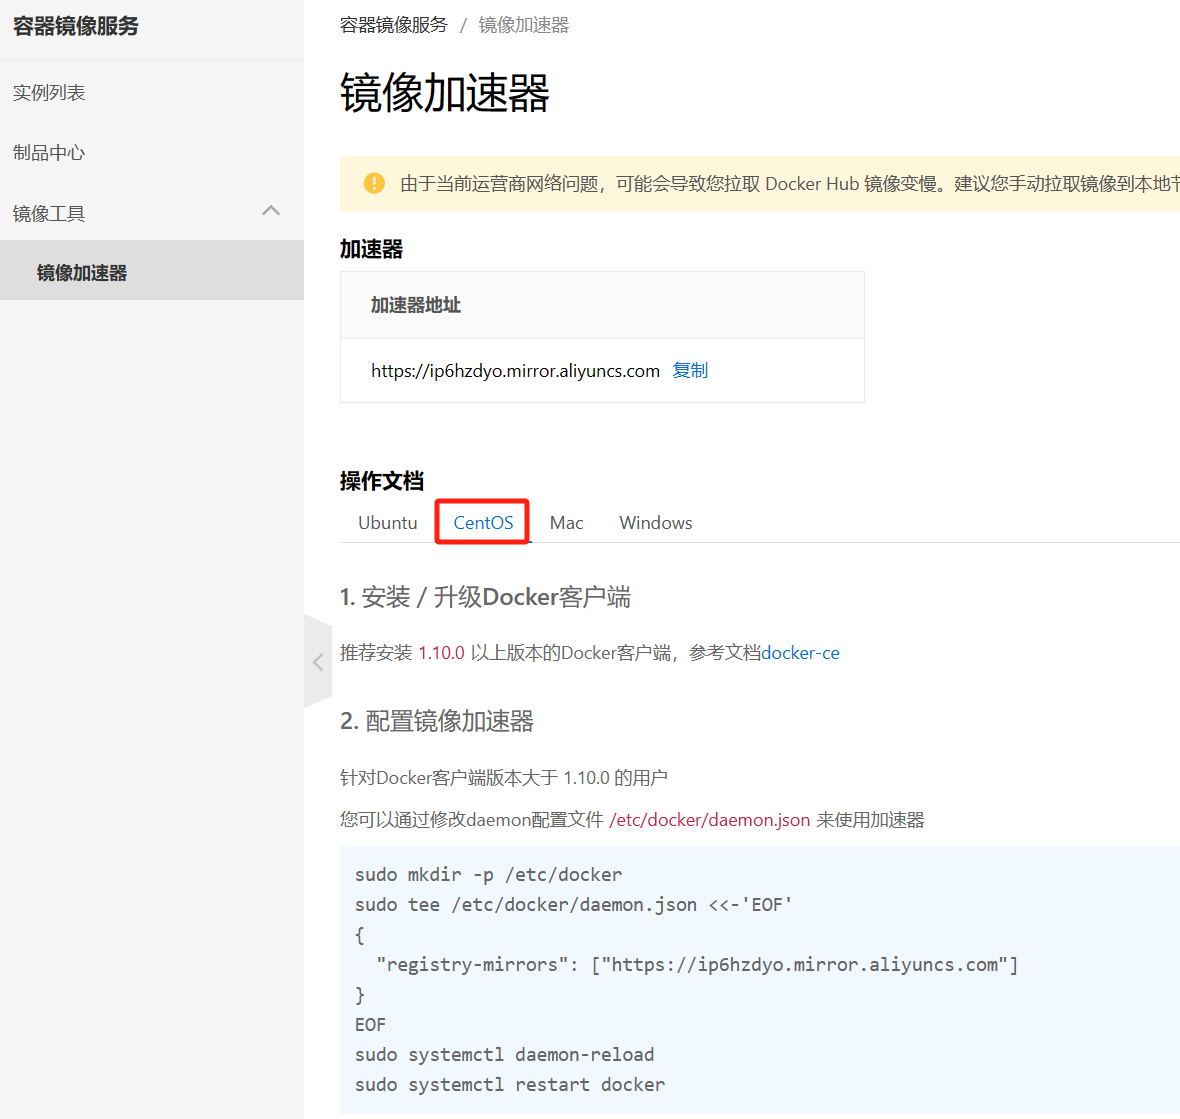 容器镜像服务
实例列表
制品中心
镜像工具
镜像加速器
容器镜像服务 / 镜像加速器
镜像加速器
由于当前运营商网络问题，可能会导致您拉取 Docker Hub 镜像变慢。建议您手动拉取镜像到本地节
加速器
加速器地址
https://ip6hzdyo.mirror.aliyuncs.com 复制
操作文档
Ubuntu CentOS Mac Windows
1. 安装 / 升级Docker客户端
推荐安装 1.10.0 以上版本的Docker客户端，参考文档docker-ce
2. 配置镜像加速器
针对Docker客户端版本大于 1.10.0 的用户
您可以通过修改daemon配置文件 /etc/docker/daemon.json 来使用加速器
sudo mkdir -p /etc/docker
sudo tee /etc/docker/daemon.json <<-'EOF'
{
  "registry-mirrors": ["https://ip6hzdyo.mirror.aliyuncs.com"]
}
EOF
sudo systemctl daemon-reload
sudo systemctl restart docker